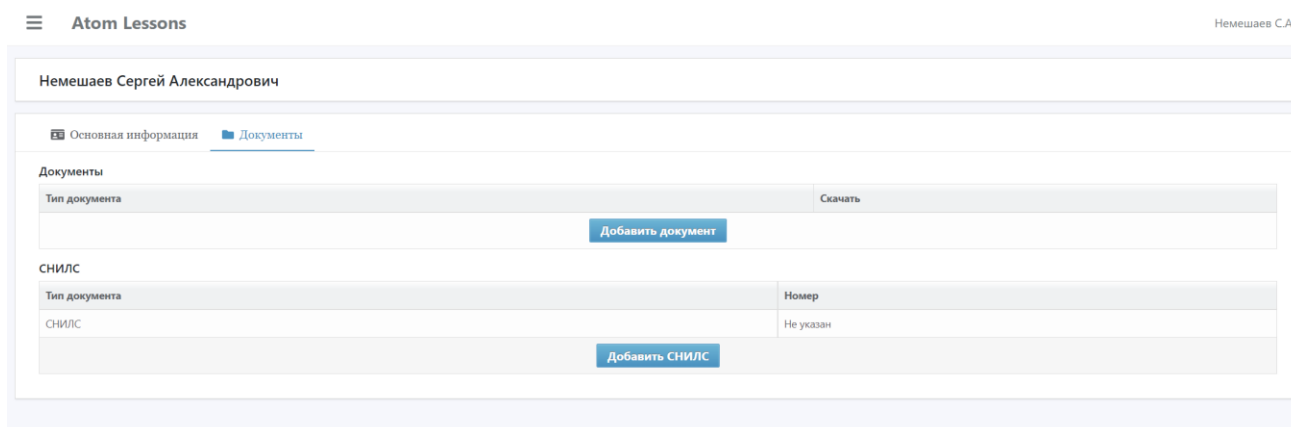 Atom Lessons
Немешаев С.А
Немешаев Сергей Александрович
Основная информация Документы
Документы
Тип документа Скачать
Добавить документ
СНИЛС
Тип документа Номер
СНИЛС Не указан
Добавить СНИЛС